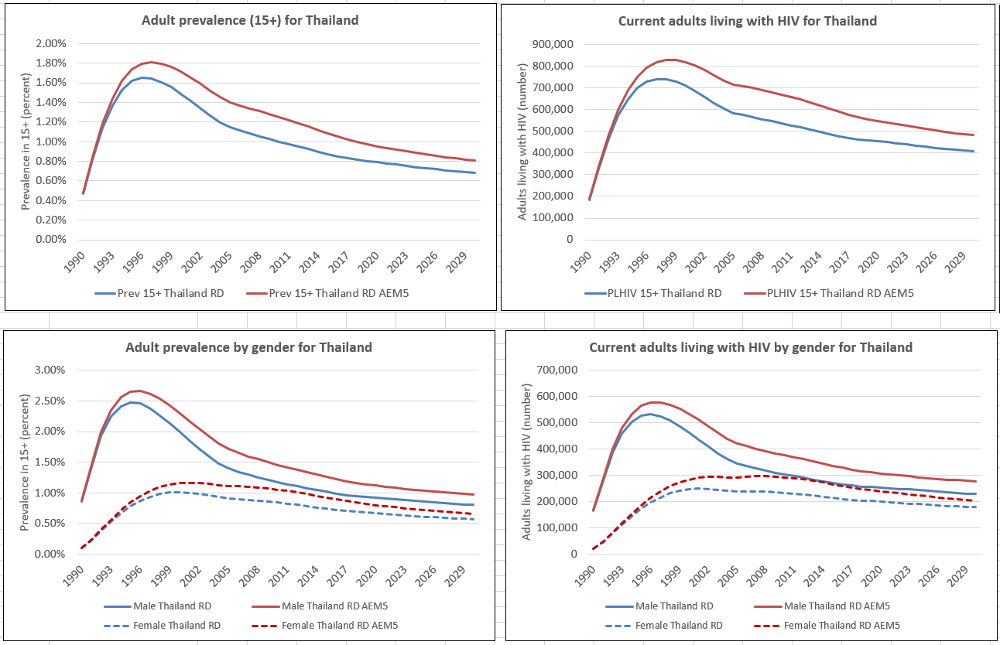 Adult prevalence (15+) for Thailand
Prevalence in 15+ (percent)
2.00%
1.80%
1.60%
1.40%
1.20%
1.00%
0.80%
0.60%
0.40%
0.20%
0.00%
1990 1993 1996 1999 2002 2005 2008 2011 2014 2017 2020 2023 2026 2029
Prev 15+ Thailand RD Prev 15+ Thailand RD AEM5
Current adults living with HIV for Thailand
Adults living with HIV (number)
900,000
800,000
700,000
600,000
500,000
400,000
300,000
200,000
100,000
0
1990 1993 1996 1999 2002 2005 2008 2011 2014 2017 2020 2023 2026 2029
PLHIV 15+ Thailand RD PLHIV 15+ Thailand RD AEM5
Adult prevalence by gender for Thailand
Prevalence in 15+ (percent)
3.00%
2.50%
2.00%
1.50%
1.00%
0.50%
0.00%
1990 1993 1996 1999 2002 2005 2008 2011 2014 2017 2020 2023 2026 2029
Male Thailand RD Male Thailand RD AEM5
Female Thailand RD Female Thailand RD AEM5
Current adults living with HIV by gender for Thailand
Adults living with HIV (number)
700,000
600,000
500,000
400,000
300,000
200,000
100,000
0
1990 1993 1996 1999 2002 2005 2008 2011 2014 2017 2020 2023 2026 2029
Male Thailand RD Male Thailand RD AEM5
Female Thailand RD Female Thailand RD AEM5